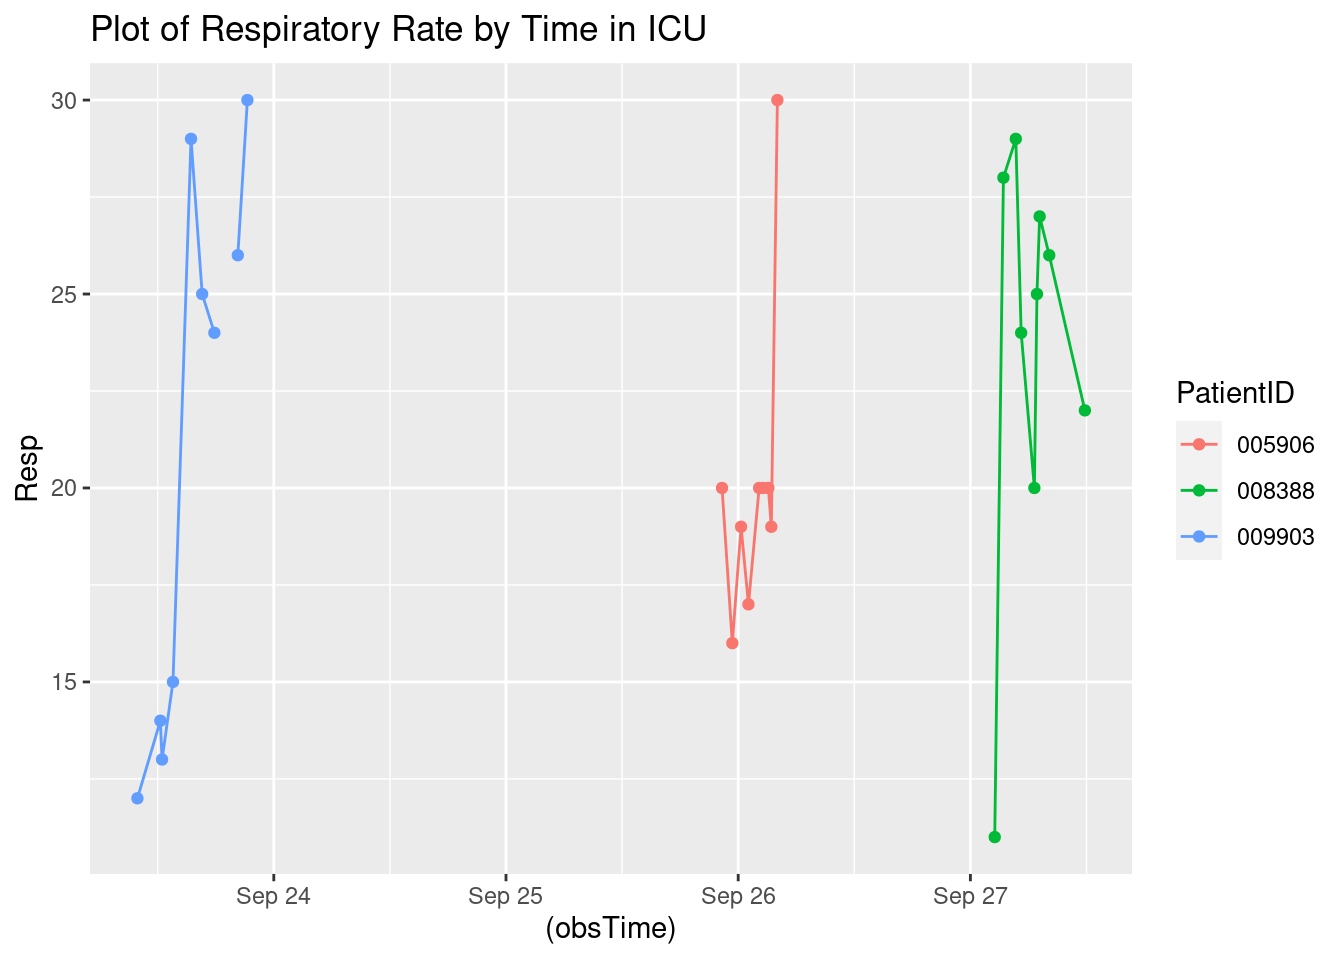 Plot of Respiratory Rate by Time in ICU
30
25
20
15
Resp
Sep 24
Sep 25
Sep 26
Sep 27
(obsTime)
PatientID
005906
008388
009903